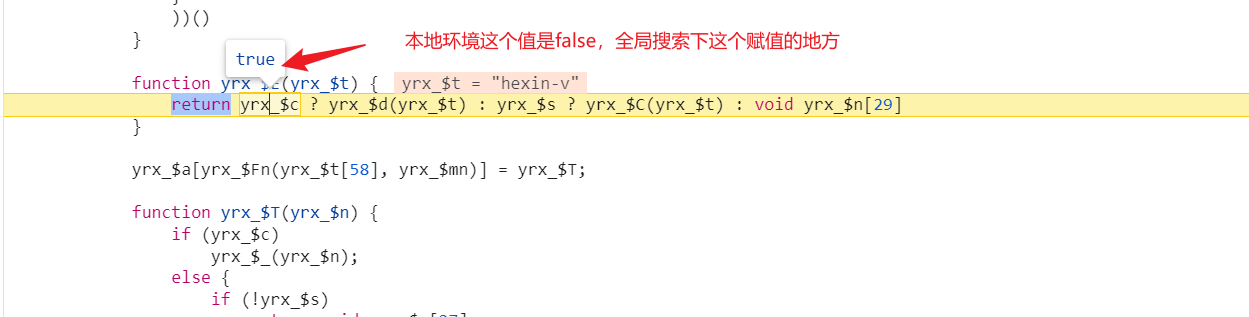 ))()
}
本地环境这个值是false，全局搜索下这个赋值的地方
true
function yrx_$E(yrx_$t) { yrx_$t = "hexin-v"
return yrx_$c ? yrx_$d(yrx_$t) : yrx_$s ? yrx_$C(yrx_$t) : void yrx_$n[29]
}
yrx_$a[yrx_$Fn(yrx_$t[58], yrx_$mn)] = yrx_$T;
function yrx_$T(yrx_$n) {
if (yrx_$c)
yrx_$_(yrx_$n);
else {
if (!yrx_$s)